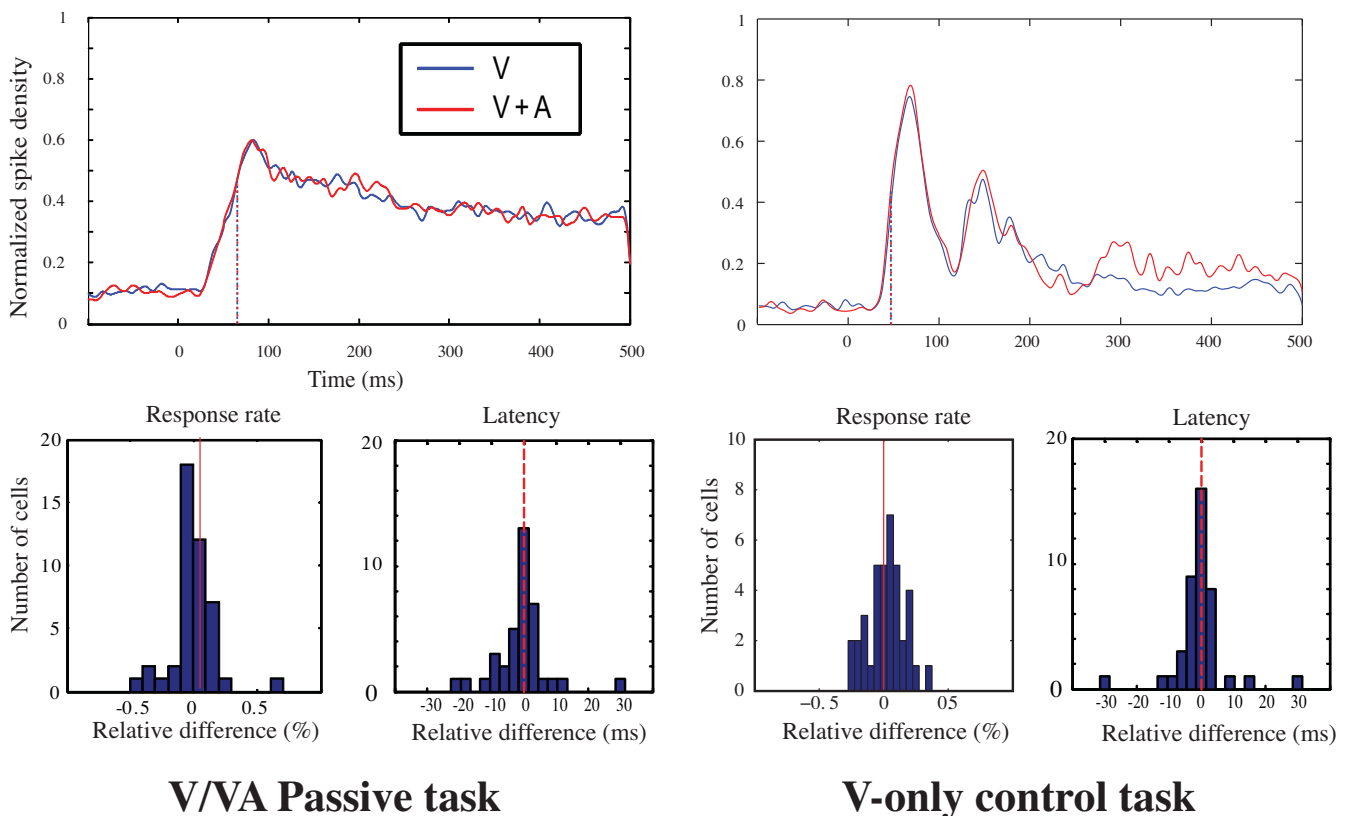 Normalized spike density
1
0.8
0.6
0.4
0.2
0
V
V + A
0 100 200 300 400 500
Time (ms)
1
0.8
0.6
0.4
0.2
0
0 100 200 300 400 500
Response rate
Number of cells
20
15
10
5
0
-0.5 0 0.5
Relative difference (%)
Latency
20
10
0
-30 -20 -10 0 10 20 30
Relative difference (ms)
Response rate
Number of cells
10
8
6
4
2
0
−0.5 0 0.5
Relative difference (%)
Latency
20
10
0
-30 -20 -10 0 10 20 30
Relative difference (ms)
V/VA Passive task
V-only control task